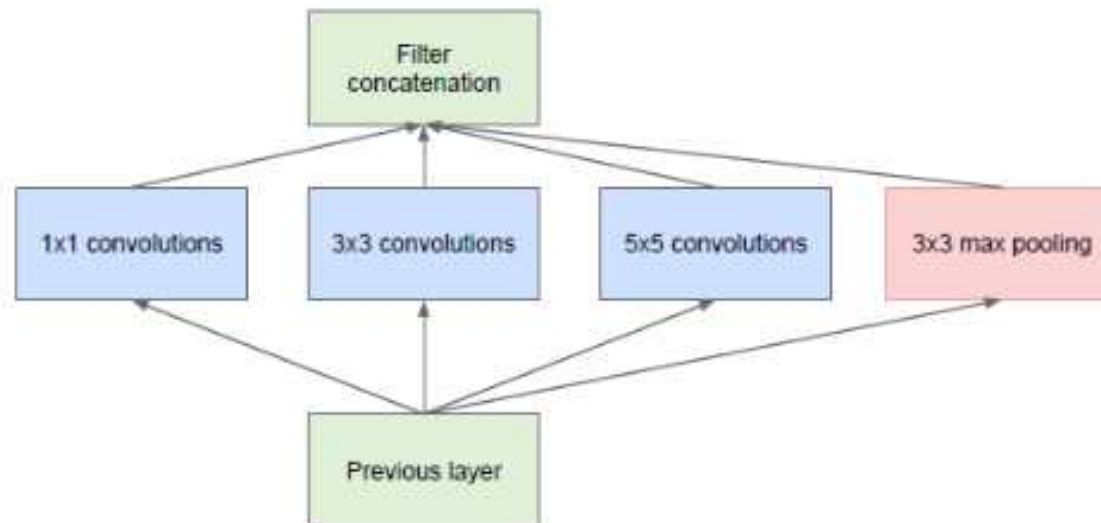 Filter
concatenation
1x1 convolutions
3x3 convolutions
5x5 convolutions
3x3 max pooling
Previous layer